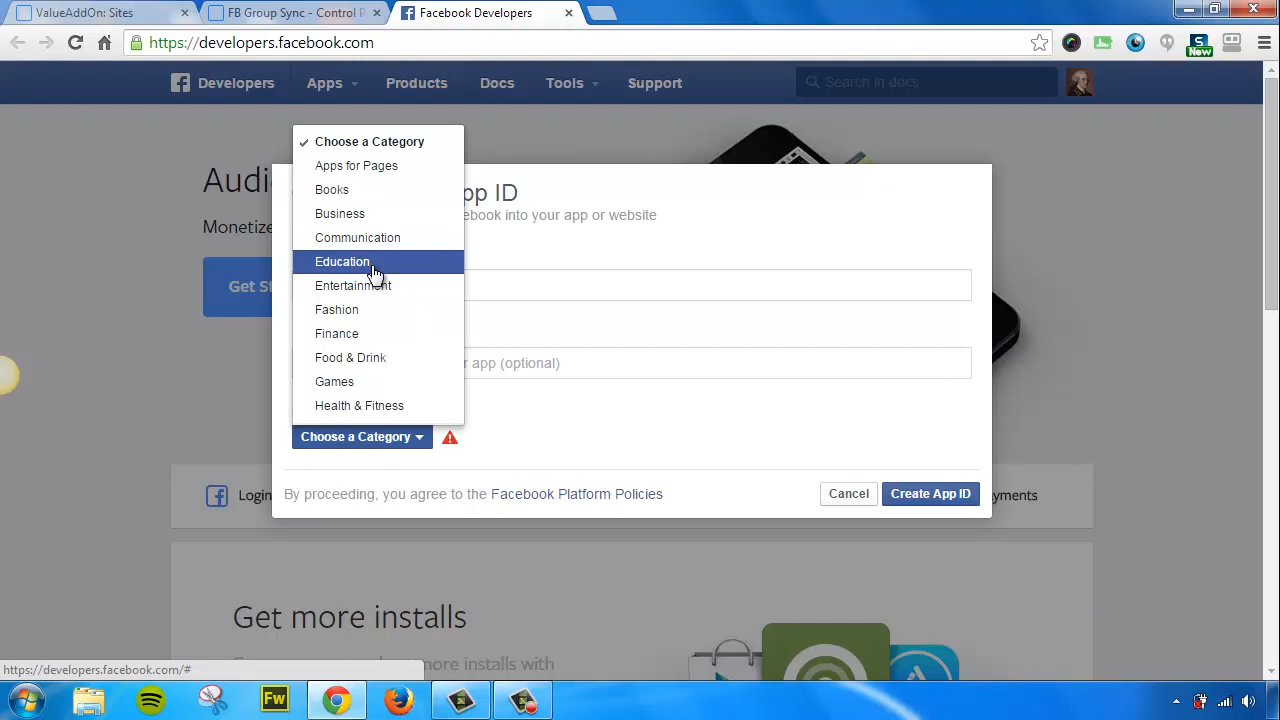 ValueAddOn: Sites
FB Group Sync - Control P
Facebook Developers
https://developers.facebook.com
New
Developers
Apps
Products
Docs
Tools
Support
Search in docs
Audi
Monetize
Get St
pp ID
ebook into your app or website
Choose a Category
Apps for Pages
Books
Business
Communication
Education
Entertainment
Fashion
Finance
Food & Drink
Games
Health & Fitness
r app (optional)
Choose a Category
By proceeding, you agree to the Facebook Platform Policies
Cancel
Create App ID
Login
yments
Get more installs
more installs with
https://developers.facebook.com/#
Fw